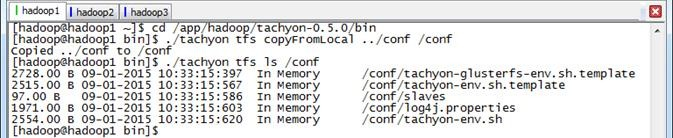 hadoop1 hadoop2 hadoop3
[hadoop@hadoop1 ~]$ cd /app/hadoop/tachyon-0.5.0/bin
[hadoop@hadoop1 bin]$ ./tachyon tfs copyFromLocal ../conf /conf
Copied ../conf to /conf
[hadoop@hadoop1 bin]$ ./tachyon tfs ls /conf
2728.00 B 09-01-2015 10:33:15:397  In Memory      /conf/tachyon-glusterfs-env.sh.template
2515.00 B 09-01-2015 10:33:15:567  In Memory      /conf/tachyon-env.sh.template
97.00 B   09-01-2015 10:33:15:586  In Memory      /conf/slaves
1971.00 B 09-01-2015 10:33:15:603  In Memory      /conf/log4j.properties
2554.00 B 09-01-2015 10:33:15:620  In Memory      /conf/tachyon-env.sh
[hadoop@hadoop1 bin]$